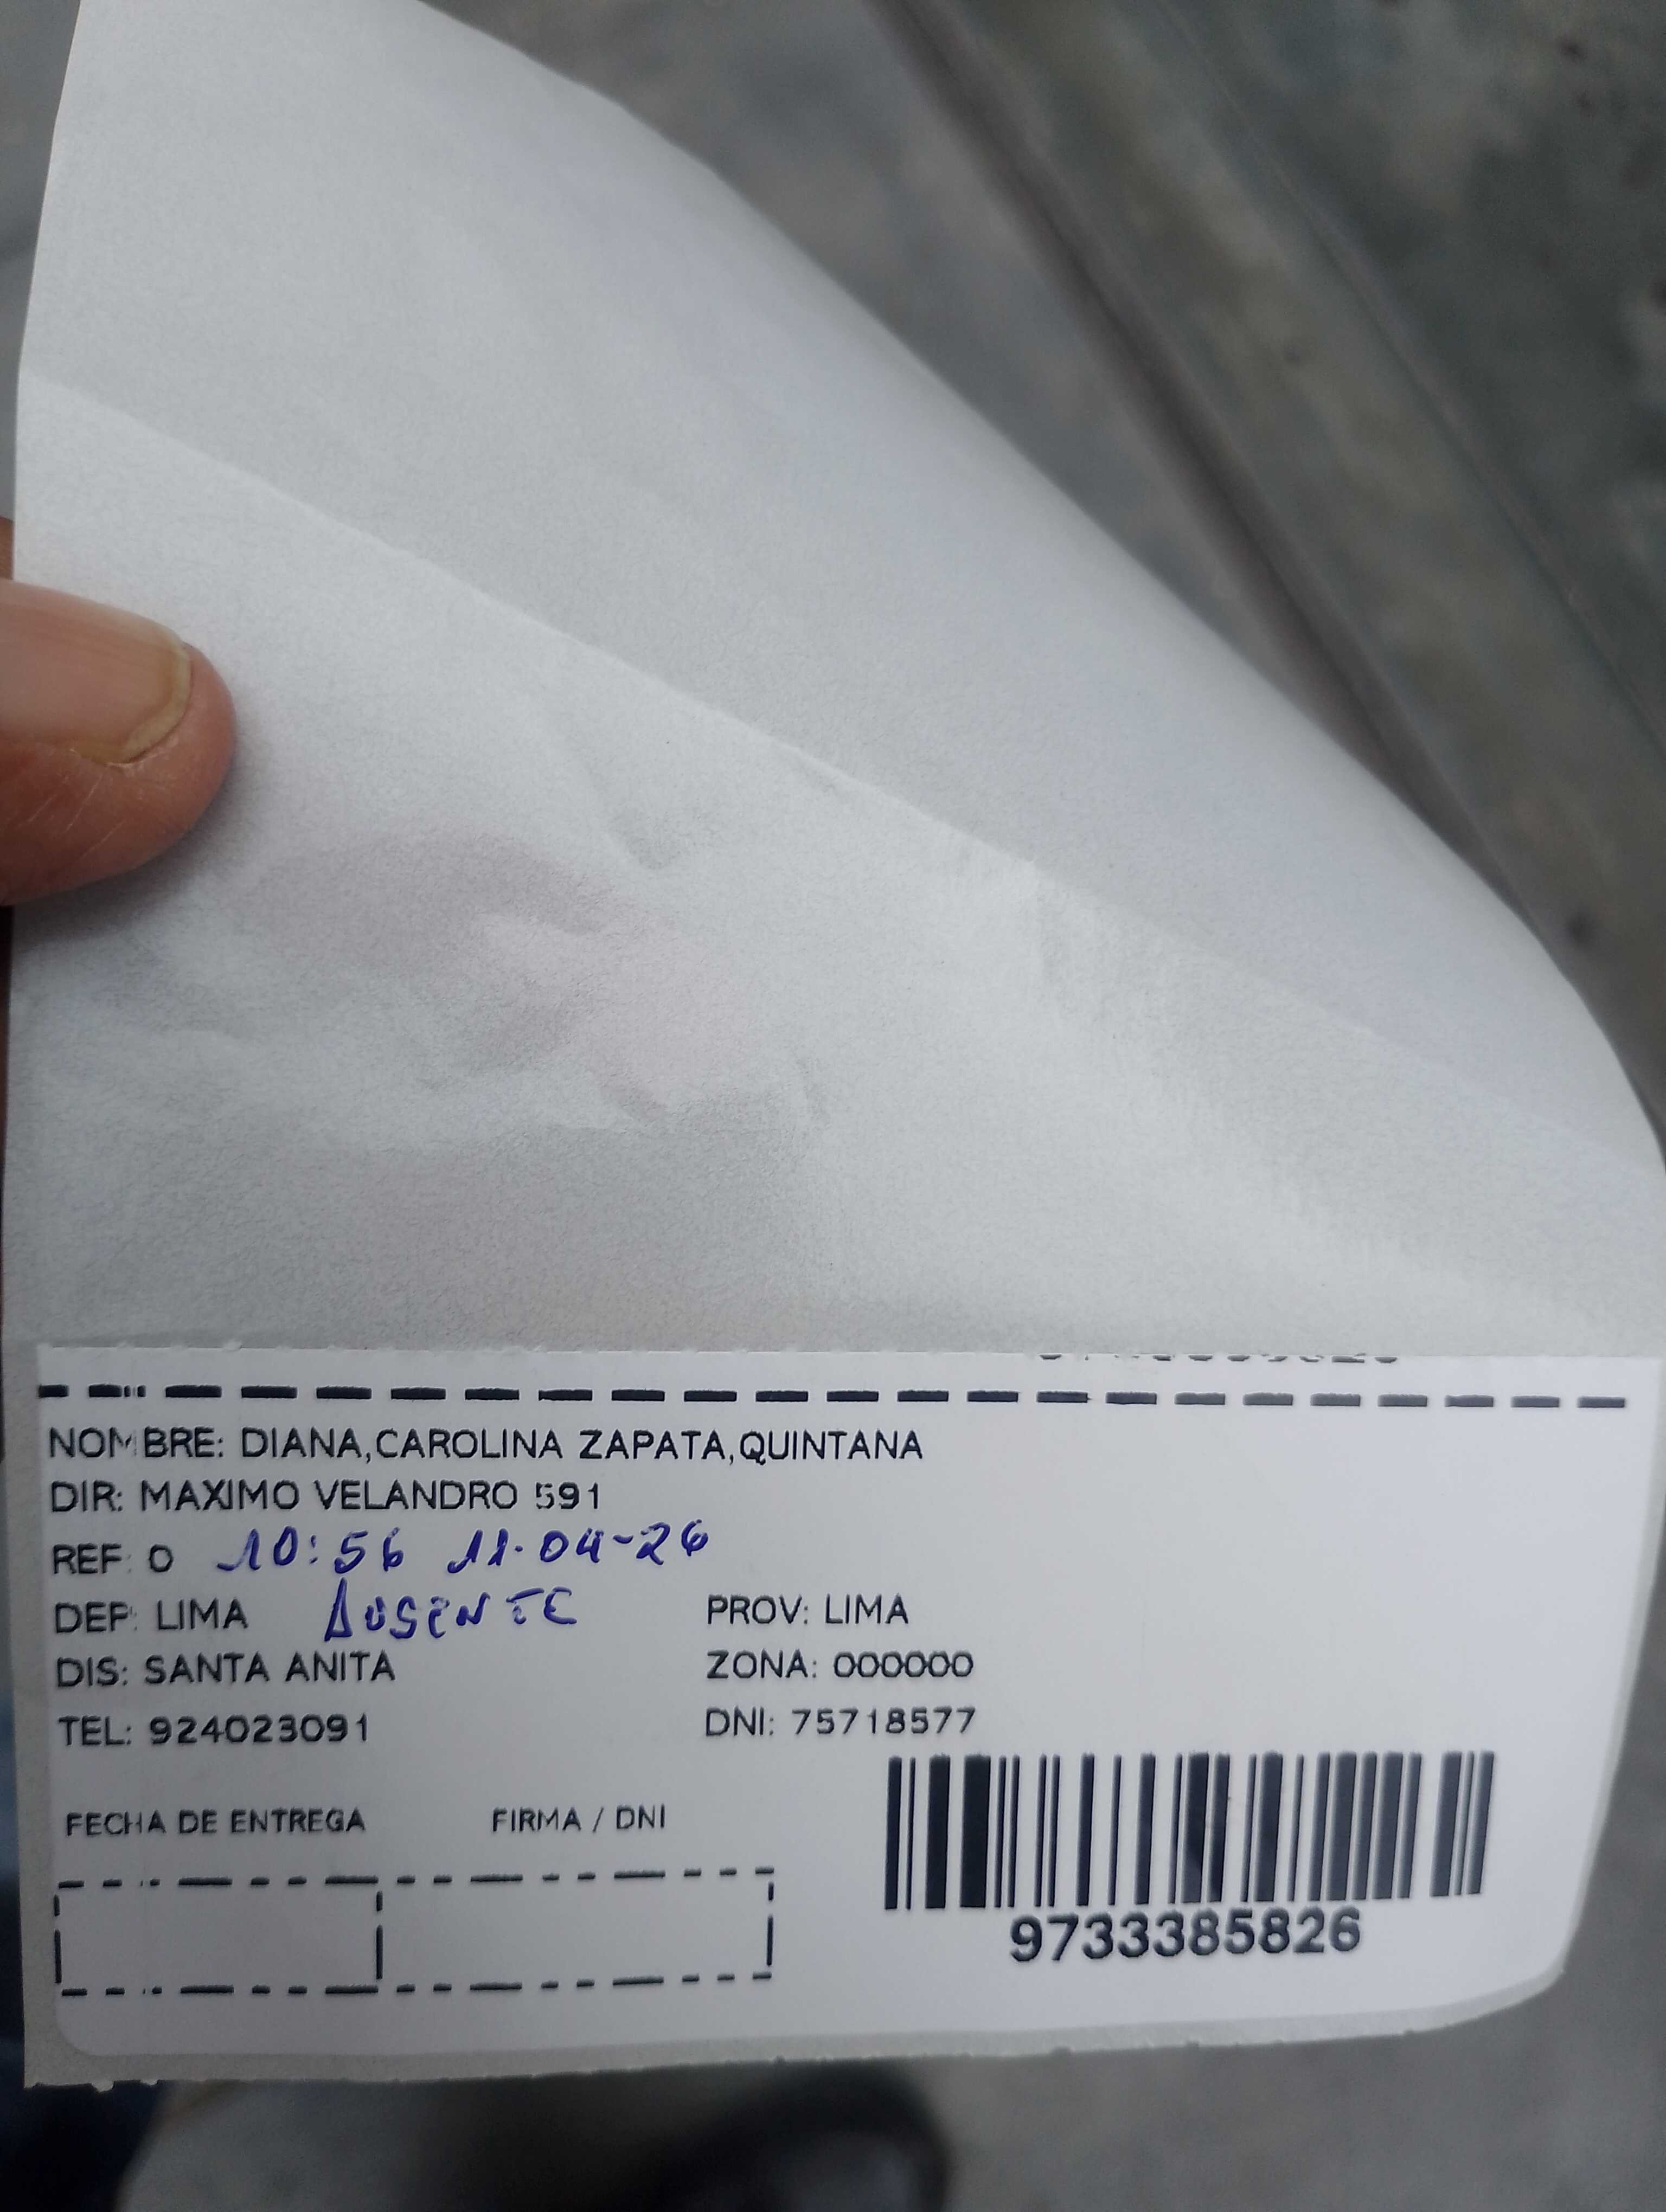 NOMBRE: DIANA,CAROLINA ZAPATA,QUINTANA
DIR: MAXIMO VELANDRO 591
REF: 0 10:56 11-04-26
DEP: LIMA AUSENTE PROV: LIMA
DIS: SANTA ANITA ZONA: 000000
TEL: 924023091 DNI: 75718577
FECHA DE ENTREGA FIRMA / DNI
9733385826